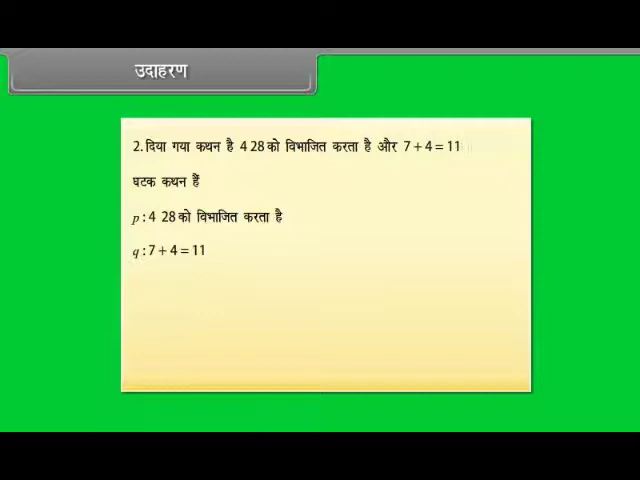 उदाहरण
2. दिया गया कथन है 4 28 को विभाजित करता है और 7 + 4 = 11
घटक कथन हैं
p : 4 28 को विभाजित करता है
q : 7 + 4 = 11